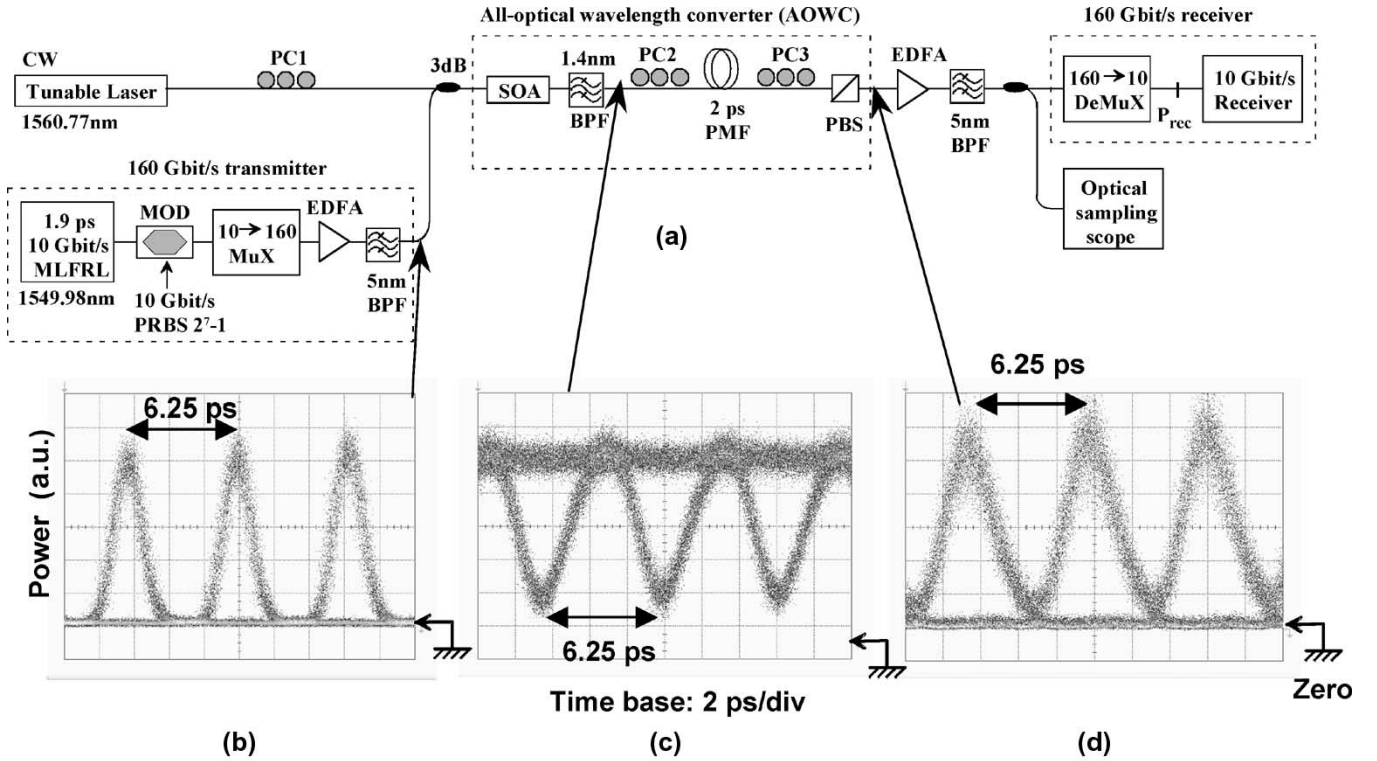 All-optical wavelength converter (AOWC)
160 Gbit/s receiver
CW
Tunable Laser
1560.77nm
PC1
3dB
SOA
1.4nm
BPF
PC2
2 ps
PMF
PC3
PBS
EDFA
5nm
BPF
160→10
DeMuX
Prec
10 Gbit/s
Receiver
Optical
sampling
scope
160 Gbit/s transmitter
1.9 ps
10 Gbit/s
MLFRL
1549.98nm
MOD
10 Gbit/s
PRBS 2⁷-1
10→160
MuX
EDFA
5nm
BPF
(a)
Power (a.u.)
6.25 ps
6.25 ps
6.25 ps
Zero
Time base: 2 ps/div
(b)
(c)
(d)